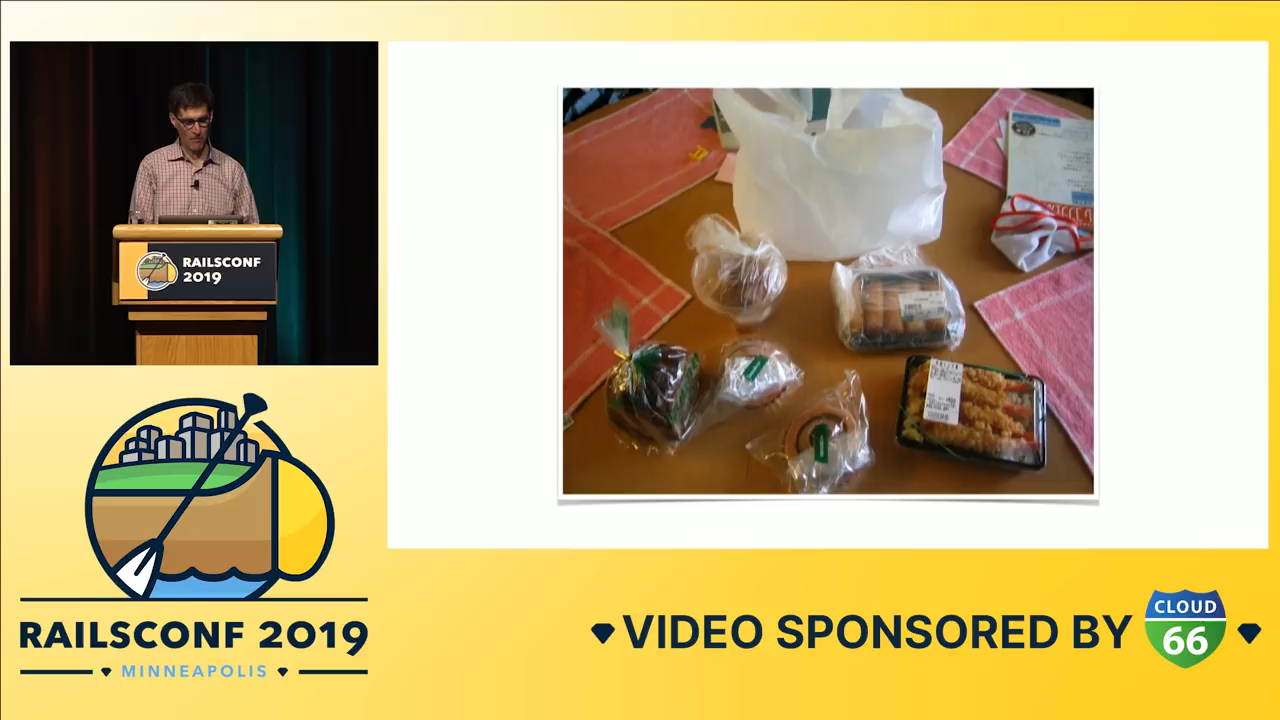 RAILSCONF
2019
RAILSCONF 2019
MINNEAPOLIS
VIDEO SPONSORED BY
CLOUD
66